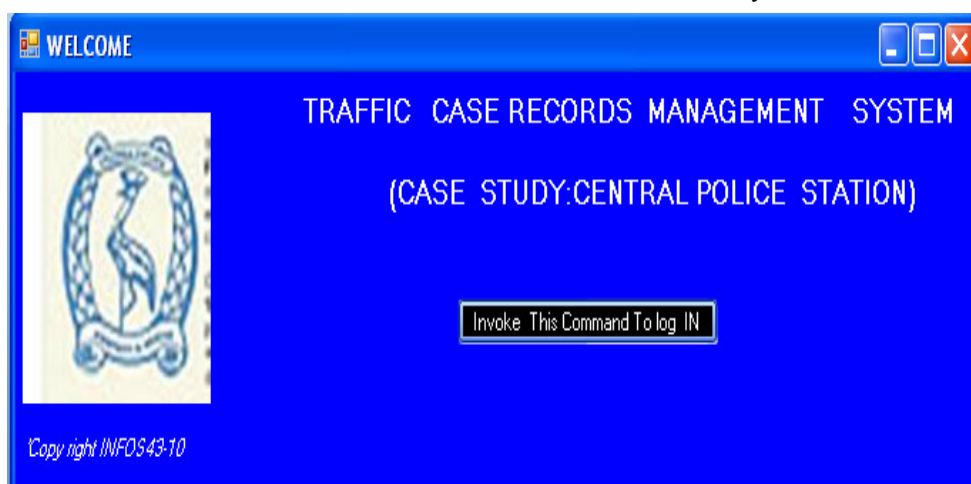 WELCOME
TRAFFIC CASE RECORDS MANAGEMENT SYSTEM
(CASE STUDY:CENTRAL POLICE STATION)
Invoke This Command To log IN
'Copy right INFOS43-10